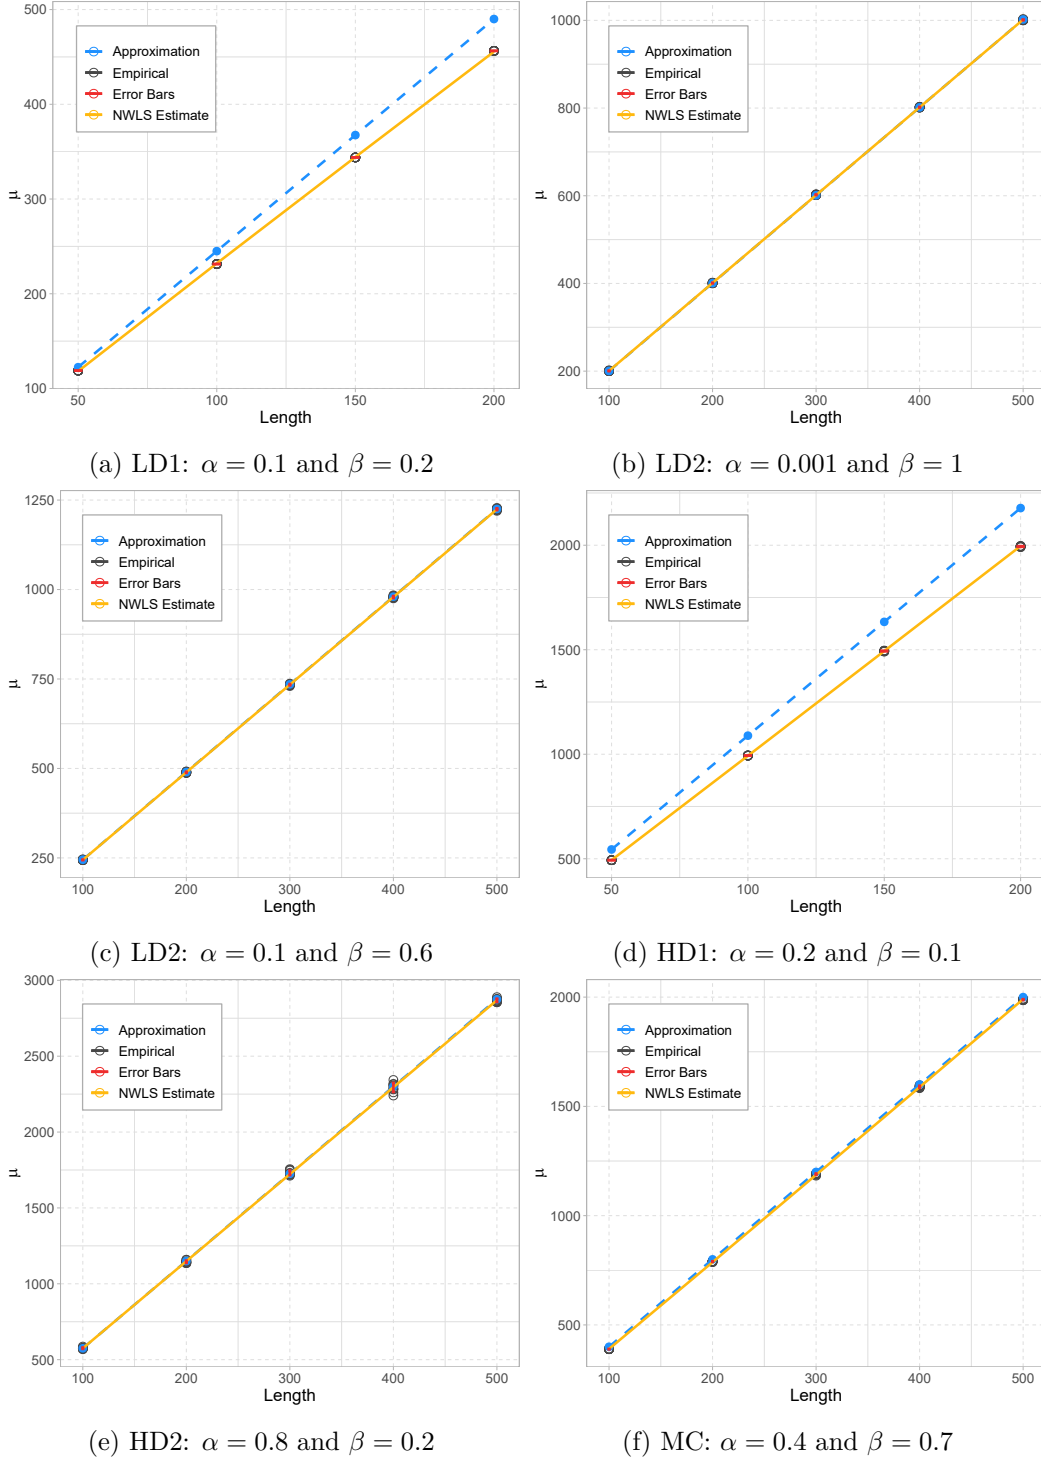 500
400
300
200
100
μ
Approximation
Empirical
Error Bars
NWLS Estimate
50
100
150
200
Length
(a) LD1: α = 0.1 and β = 0.2
1000
800
600
400
200
μ
Approximation
Empirical
Error Bars
NWLS Estimate
100
200
300
400
500
Length
(b) LD2: α = 0.001 and β = 1
1250
1000
750
500
250
μ
Approximation
Empirical
Error Bars
NWLS Estimate
100
200
300
400
500
Length
(c) LD2: α = 0.1 and β = 0.6
2000
1500
1000
500
μ
Approximation
Empirical
Error Bars
NWLS Estimate
50
100
150
200
Length
(d) HD1: α = 0.2 and β = 0.1
3000
2500
2000
1500
1000
500
μ
Approximation
Empirical
Error Bars
NWLS Estimate
100
200
300
400
500
Length
(e) HD2: α = 0.8 and β = 0.2
2000
1500
1000
500
μ
Approximation
Empirical
Error Bars
NWLS Estimate
100
200
300
400
500
Length
(f) MC: α = 0.4 and β = 0.7